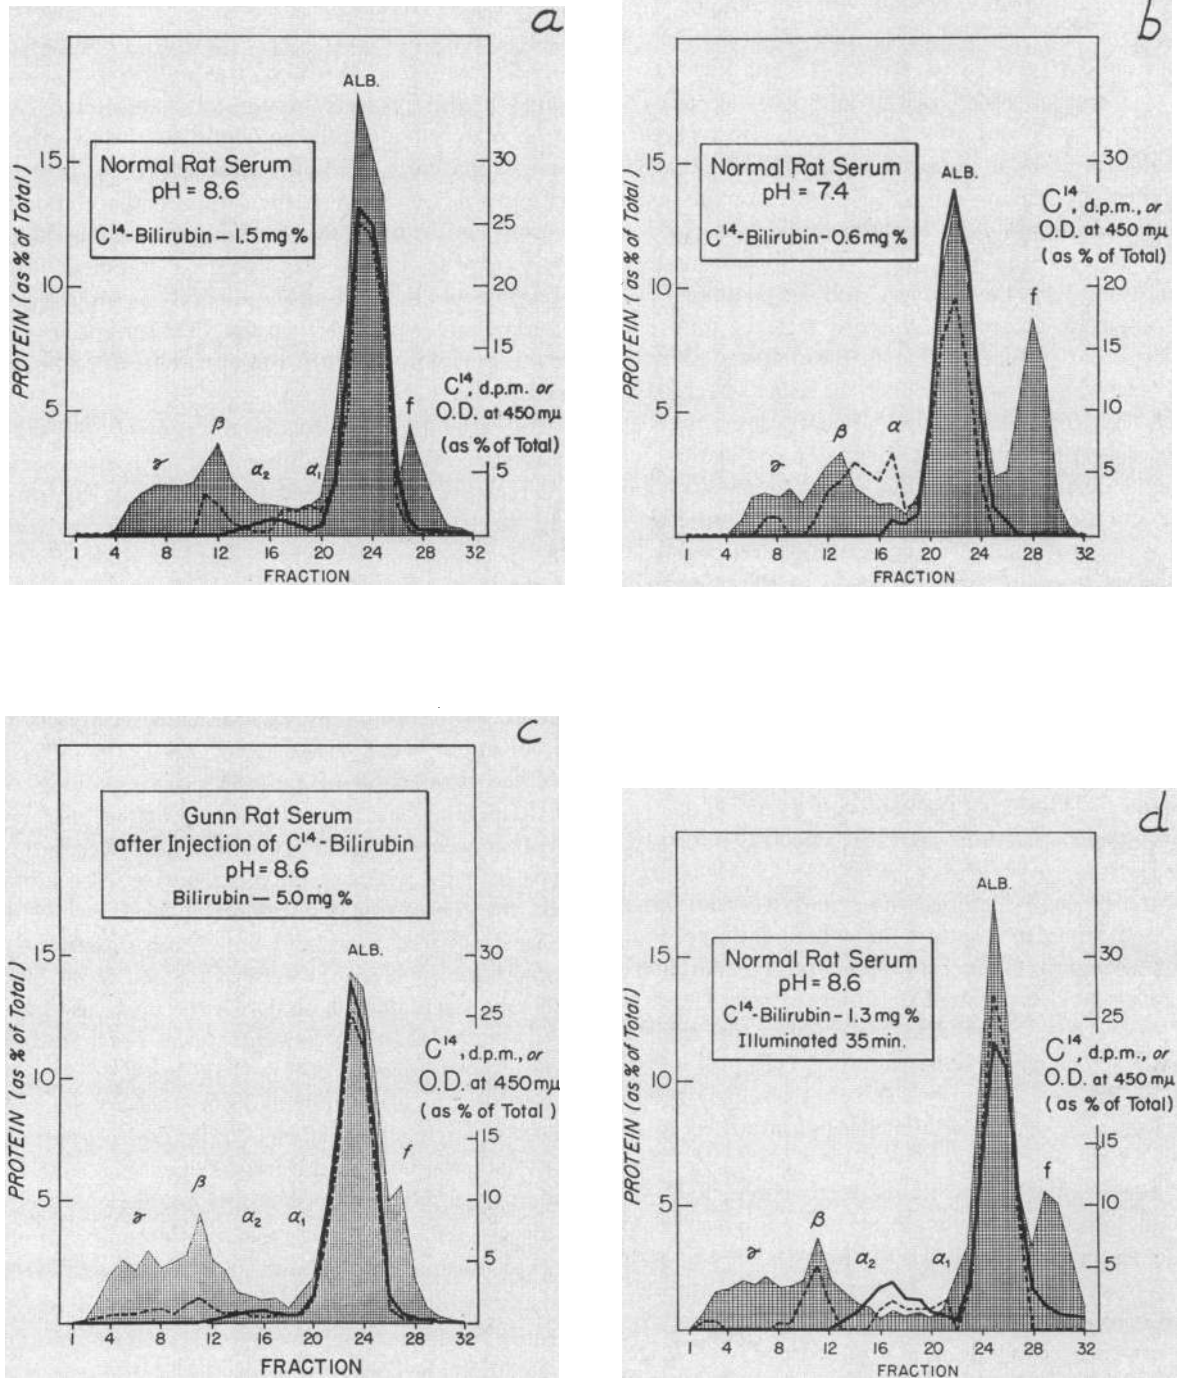 a
ALB.
15
30
Normal Rat Serum
pH = 8.6
C¹⁴-Bilirubin – 1.5 mg %
25
10
20
PROTEIN (as % of Total)
15
C¹⁴, d.p.m. or
O.D. at 450 mμ
(as % of Total)
5
β
f
γ
α₂
α₁
5
1 4 8 12 16 20 24 28 32
FRACTION
b
15
30
Normal Rat Serum
pH = 7.4
C¹⁴-Bilirubin - 0.6 mg %
ALB.
C¹⁴, d.p.m., or
O.D. at 450 mμ
(as % of Total)
10
20
PROTEIN (as % of Total)
f
15
5
10
β
α
γ
5
1 4 8 12 16 20 24 28 32
FRACTION
c
Gunn Rat Serum
after Injection of C¹⁴-Bilirubin
pH = 8.6
Bilirubin — 5.0 mg %
ALB.
15
30
25
C¹⁴, d.p.m., or
O.D. at 450 mμ
(as % of Total)
10
PROTEIN (as % of Total)
15
f
5
β
10
γ
α₂
α₁
5
1 4 8 12 16 20 24 28 32
FRACTION
d
ALB.
15
30
Normal Rat Serum
pH = 8.6
C¹⁴-Bilirubin - 1.3 mg %
Illuminated 35 min.
25
C¹⁴, d.p.m., or
O.D. at 450 mμ
(as % of Total)
10
PROTEIN (as % of Total)
15
f
5
β
10
γ
α₂
α₁
5
1 4 8 12 16 20 24 28 32
FRACTION